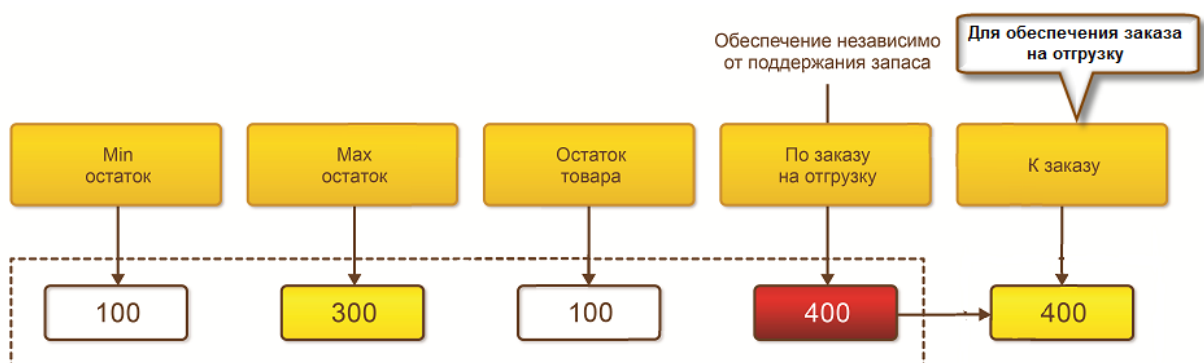 Обеспечение независимо
от поддержания запаса
Для обеспечения заказа
на отгрузку
Min
остаток
Max
остаток
Остаток
товара
По заказу
на отгрузку
К заказу
100
300
100
400
400